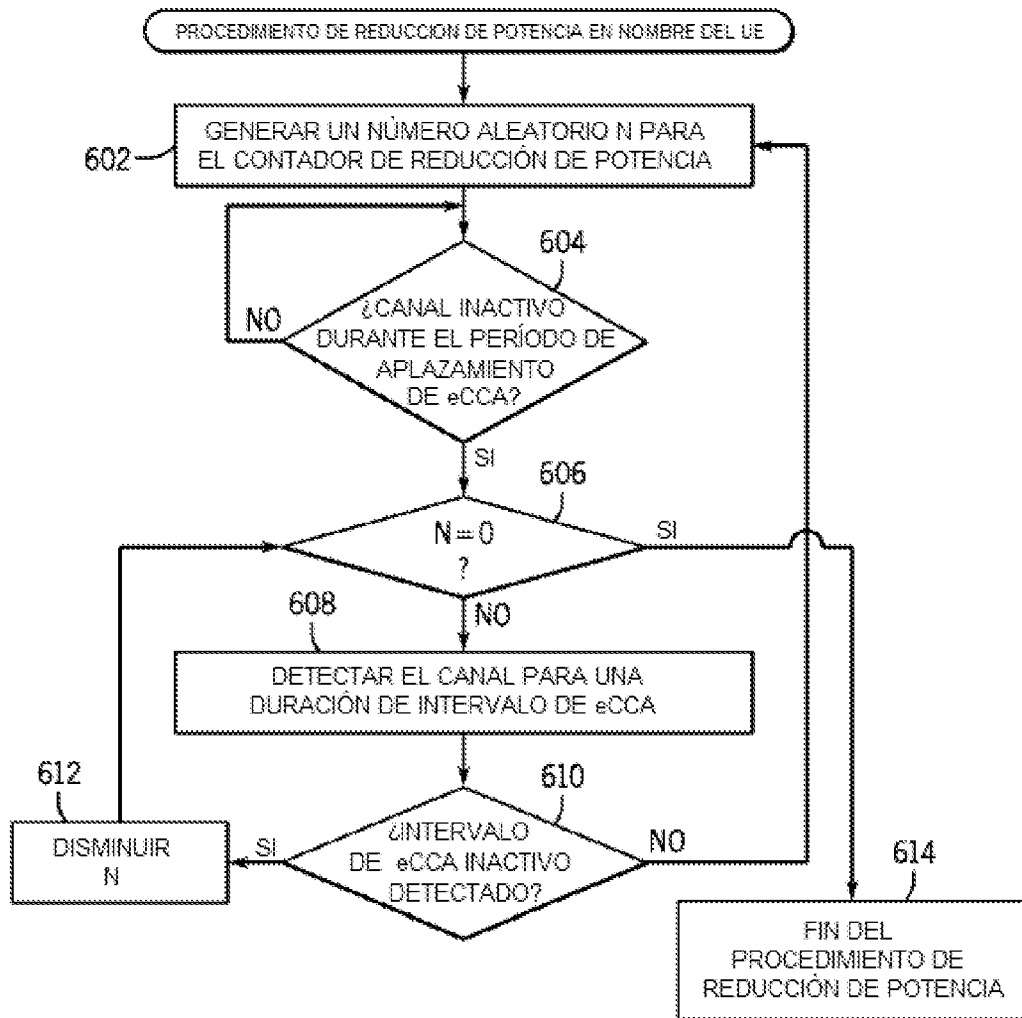 PROCEDIMIENTO DE REDUCCION DE POTENCIA EN NOMBRE DEL UE
602
GENERAR UN NÚMERO ALEATORIO N PARA
EL CONTADOR DE REDUCCIÓN DE POTENCIA
604
¿CANAL INACTIVO
DURANTE EL PERÍODO DE
APLAZAMIENTO
DE eCCA?
NO
SI
606
N = 0
?
SI
NO
608
DETECTAR EL CANAL PARA UNA
DURACIÓN DE INTERVALO DE eCCA
610
¿INTERVALO
DE eCCA INACTIVO
DETECTADO?
SI
NO
612
DISMINUIR
N
614
FIN DEL
PROCEDIMIENTO DE
REDUCCIÓN DE POTENCIA